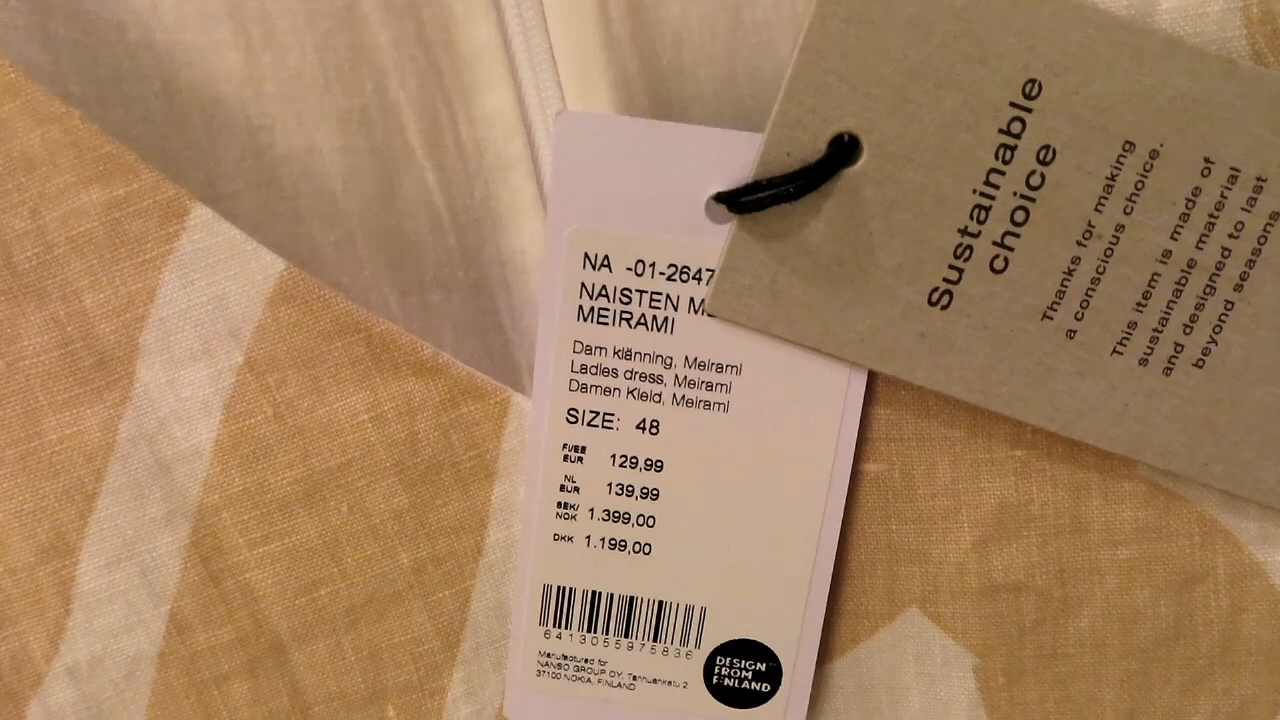 NA -01-2647
NAISTEN
MEIRAMI
Dam klänning, Meirami
Ladies dress, Meirami
Damen Kleid, Meirami
SIZE: 48
FI/EE
EUR 129,99
NL
EUR 139,99
SEK/
NOK 1.399,00
DKK 1.199,00
6413055975836
Manufactured for
NANSO GROUP OY, Tanhuankatu 2
37100 NOKIA, FINLAND
DESIGN
FROM
FINLAND
Sustainable
choice
Thanks for making
a conscious choice.
This item is made of
sustainable material
and designed to last
beyond seasons